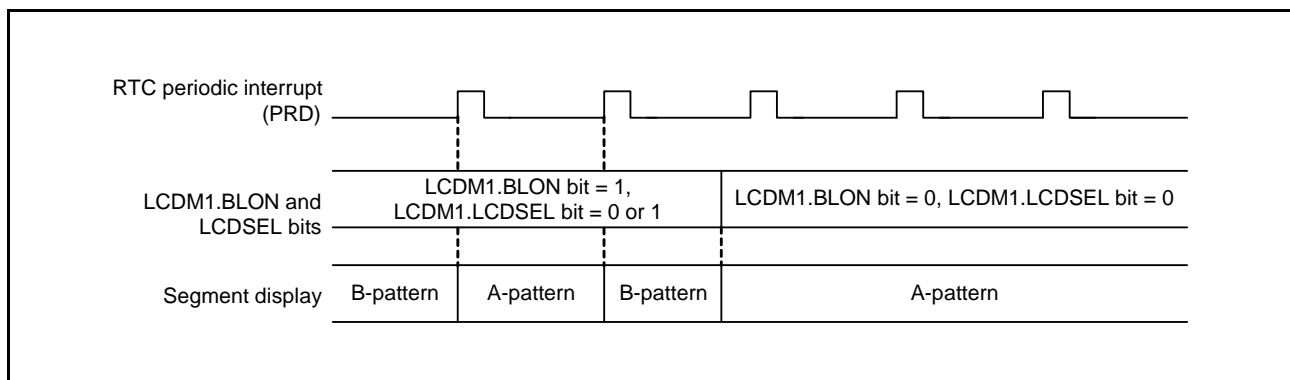 RTC periodic interrupt
(PRD)
LCDM1.BLON and
LCDSEL bits
LCDM1.BLON bit = 1,
LCDM1.LCDSEL bit = 0 or 1
LCDM1.BLON bit = 0, LCDM1.LCDSEL bit = 0
Segment display
B-pattern
A-pattern
B-pattern
A-pattern